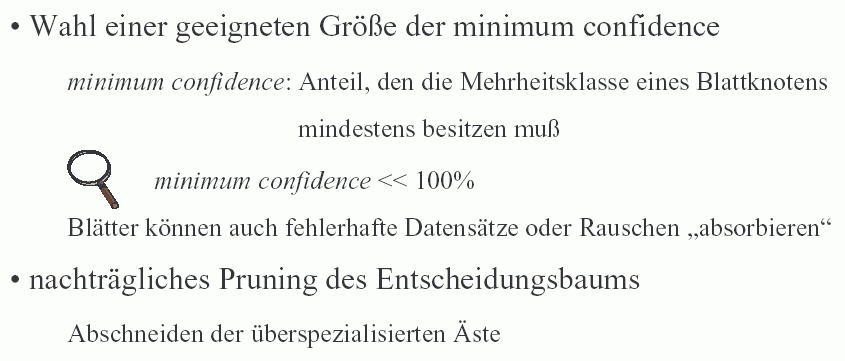 • Wahl einer geeigneten Größe der minimum confidence
minimum confidence: Anteil, den die Mehrheitsklasse eines Blattknotens
mindestens besitzen muß
minimum confidence << 100%
Blätter können auch fehlerhafte Datensätze oder Rauschen „absorbieren“
• nachträgliches Pruning des Entscheidungsbaums
Abschneiden der überspezialisierten Äste